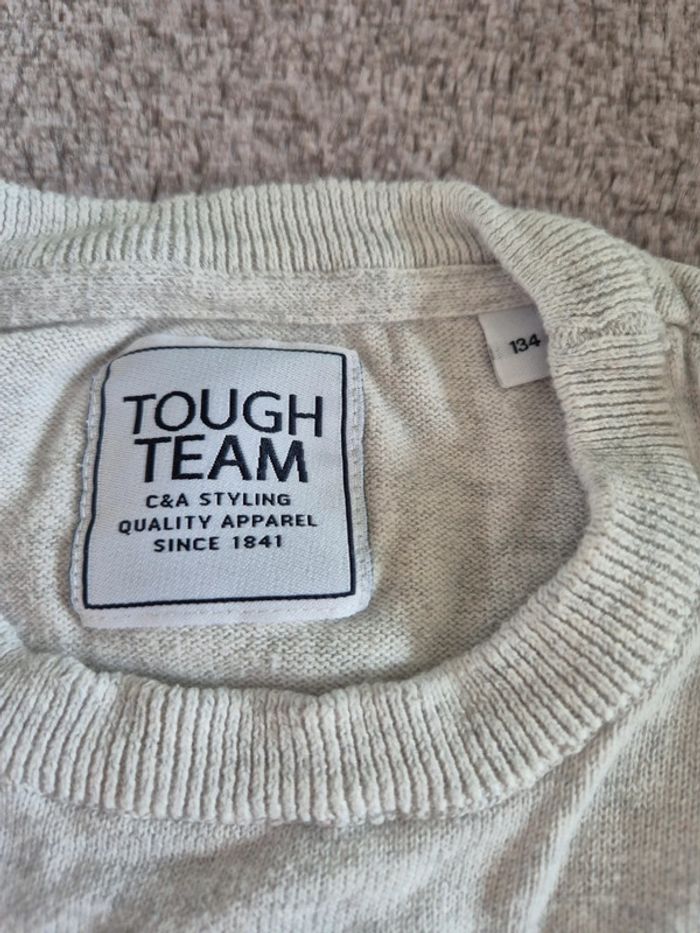 TOUGH
TEAM
C&A STYLING
QUALITY APPAREL
SINCE 1841
134